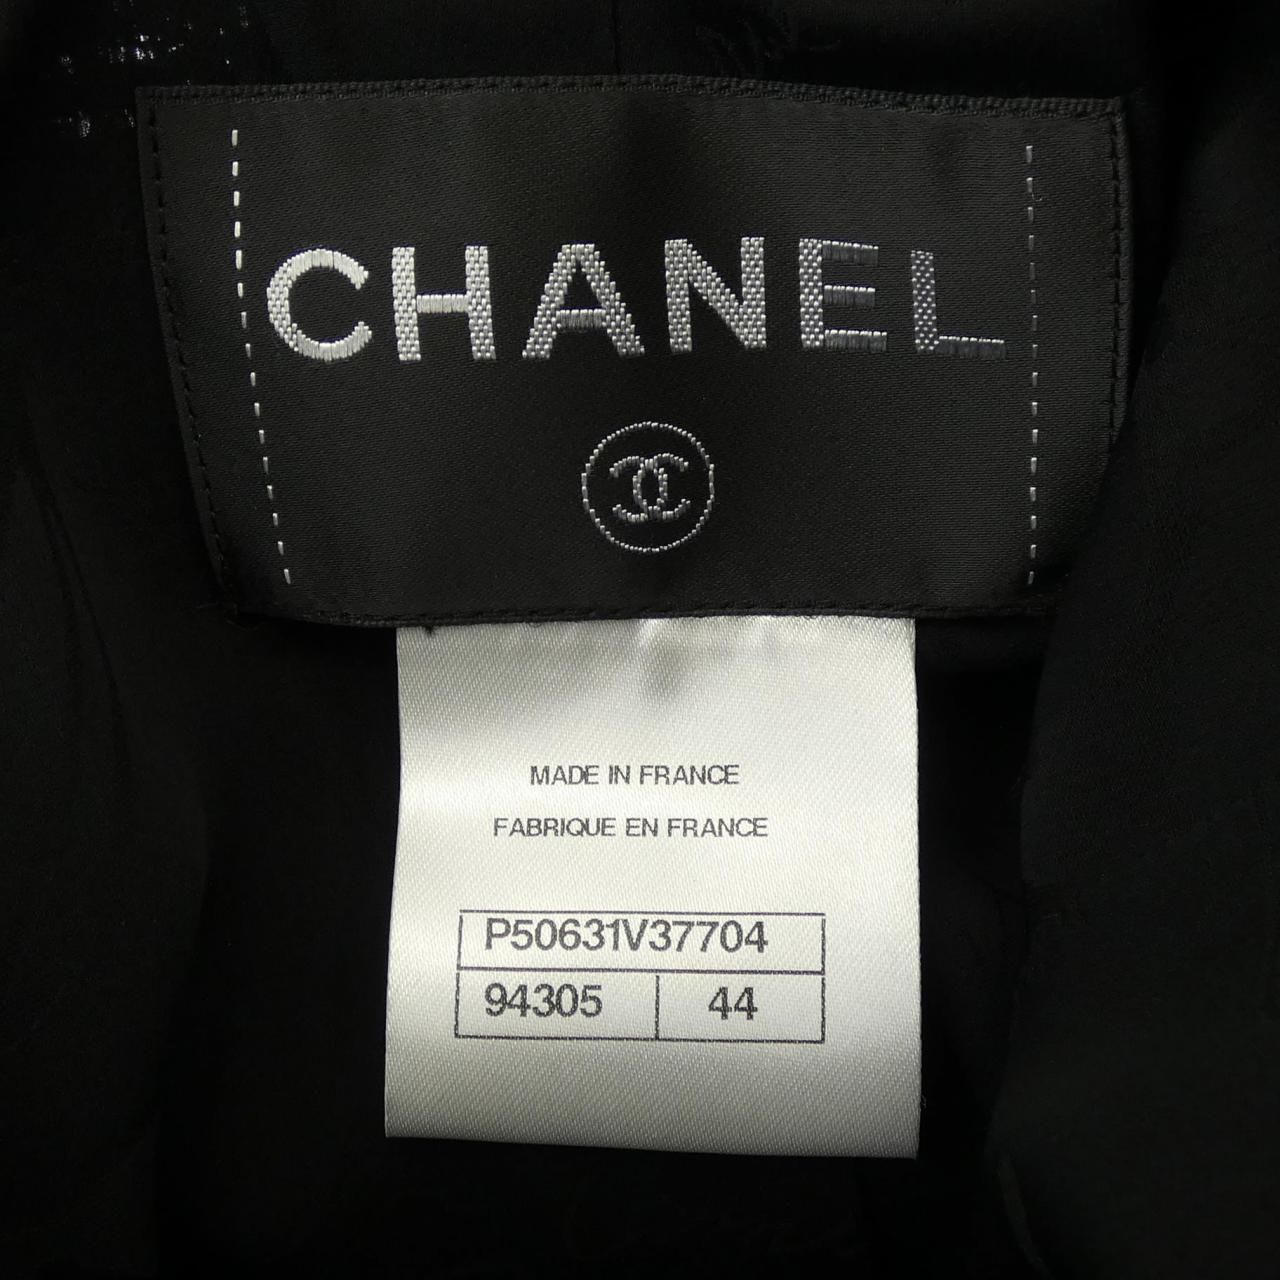 CHANEL
MADE IN FRANCE
FABRIQUE EN FRANCE
P50631V37704
94305 44